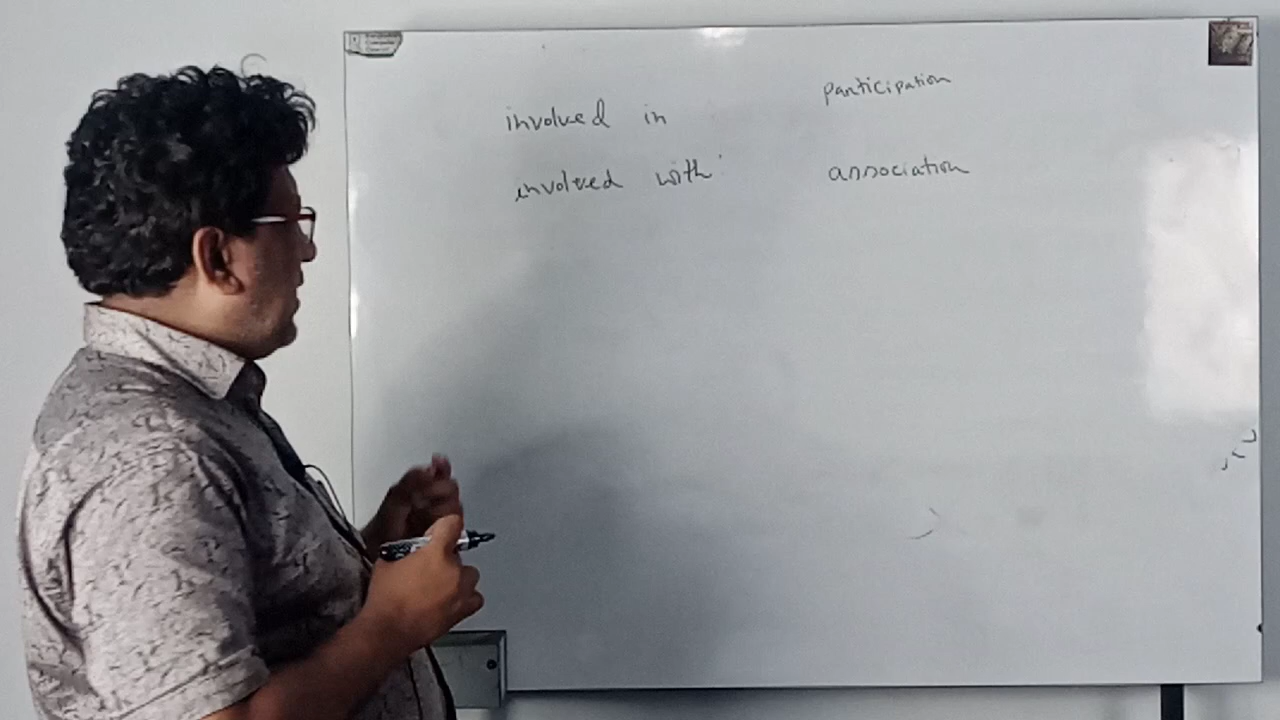 involved in participation
involved with association